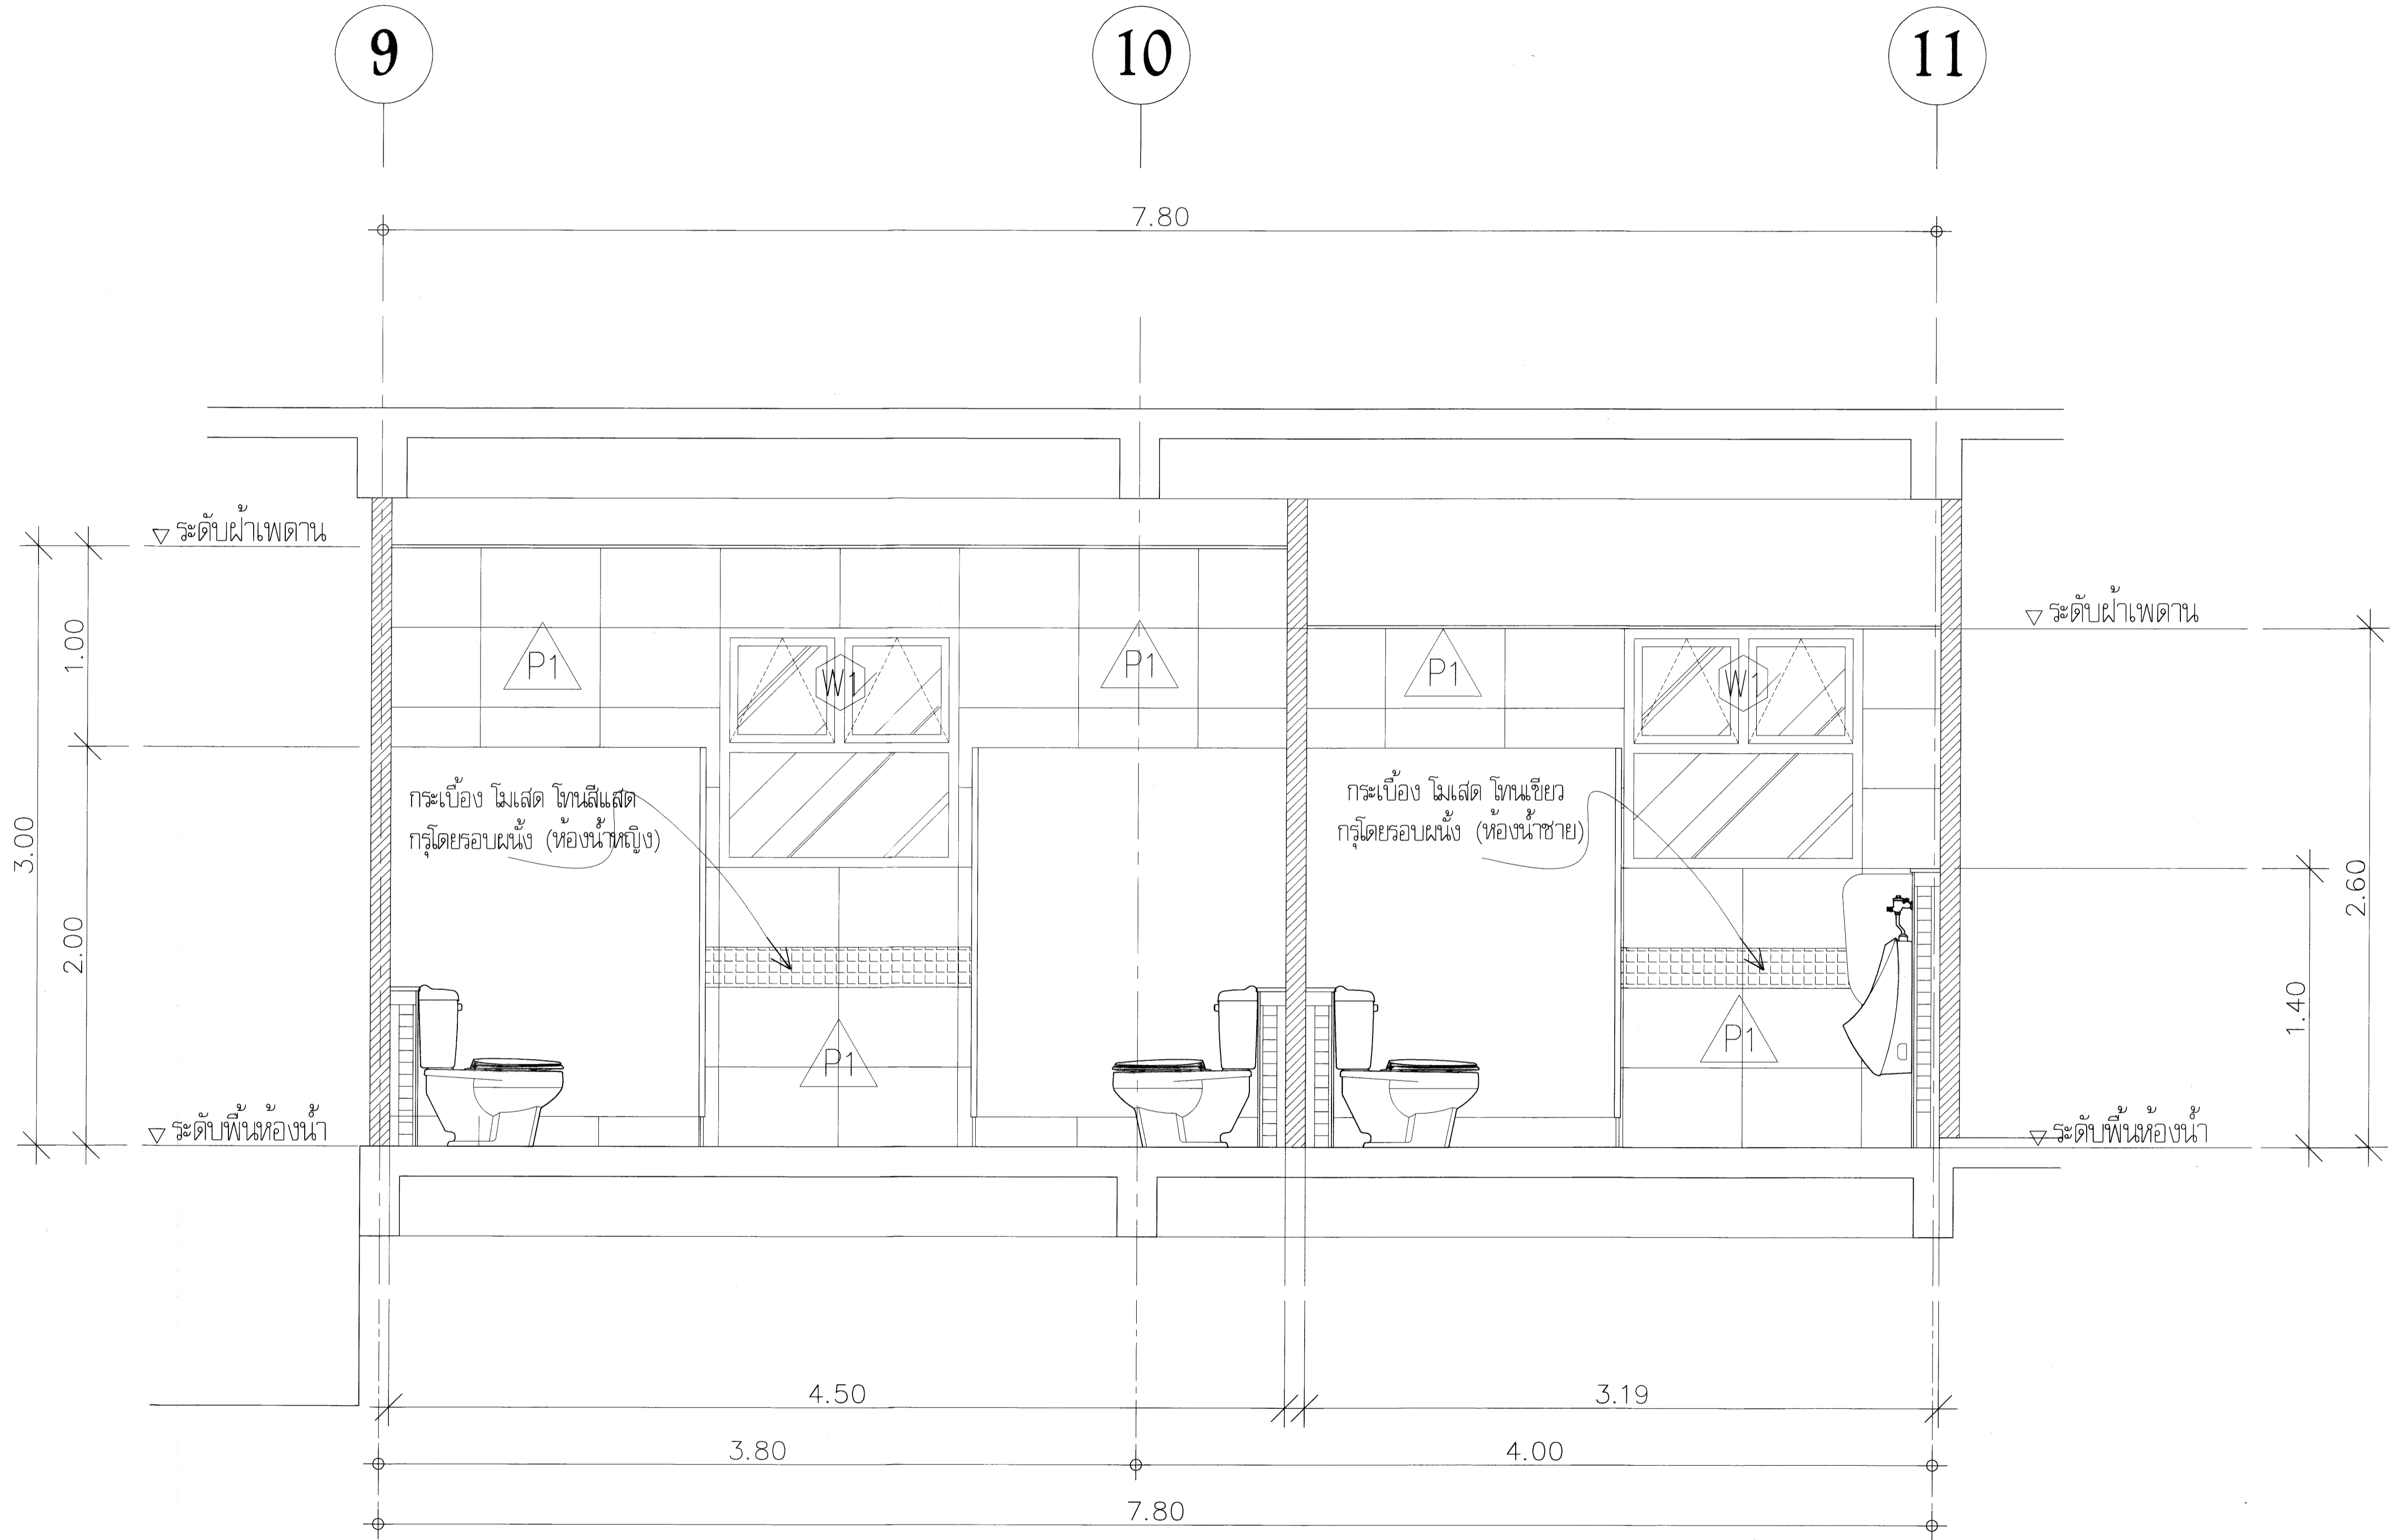 9
10
11
7.80
ระดับฝ้าเพดาน
ระดับฝ้าเพดาน
1.00
P1
W1
P1
P1
W1
กระเบื้อง โมเสด โทนสีแสด
กรุโดยรอบผนั้ง (ห้องน้ำหญิง)
กระเบื้อง โมเสด โทนเขียว
กรุโดยรอบผนั้ง (ห้องน้ำชาย)
3.00
2.00
2.60
1.40
P1
P1
ระดับพื้นห้องน้ำ
ระดับพื้นห้องน้ำ
4.50
3.19
3.80
4.00
7.80